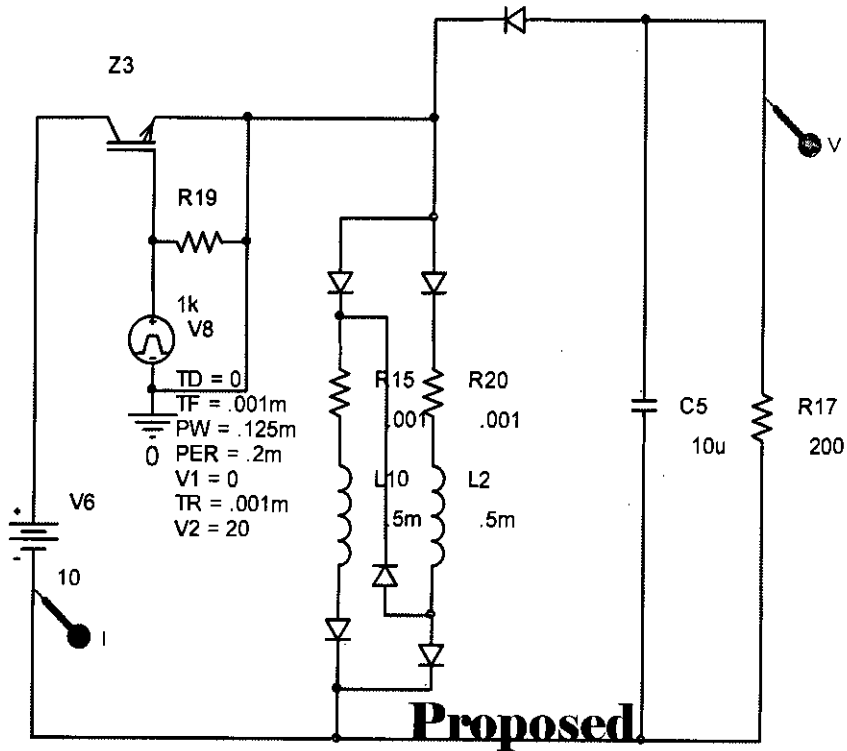 Z3
R19
1k
V8
TD = 0
TF = .001m
PW = .125m
PER = .2m
V1 = 0
TR = .001m
V2 = 20
0
V6
10
I
R15
.001
R20
.001
L10
.5m
L2
.5m
C5
10u
R17
200
V
Proposed